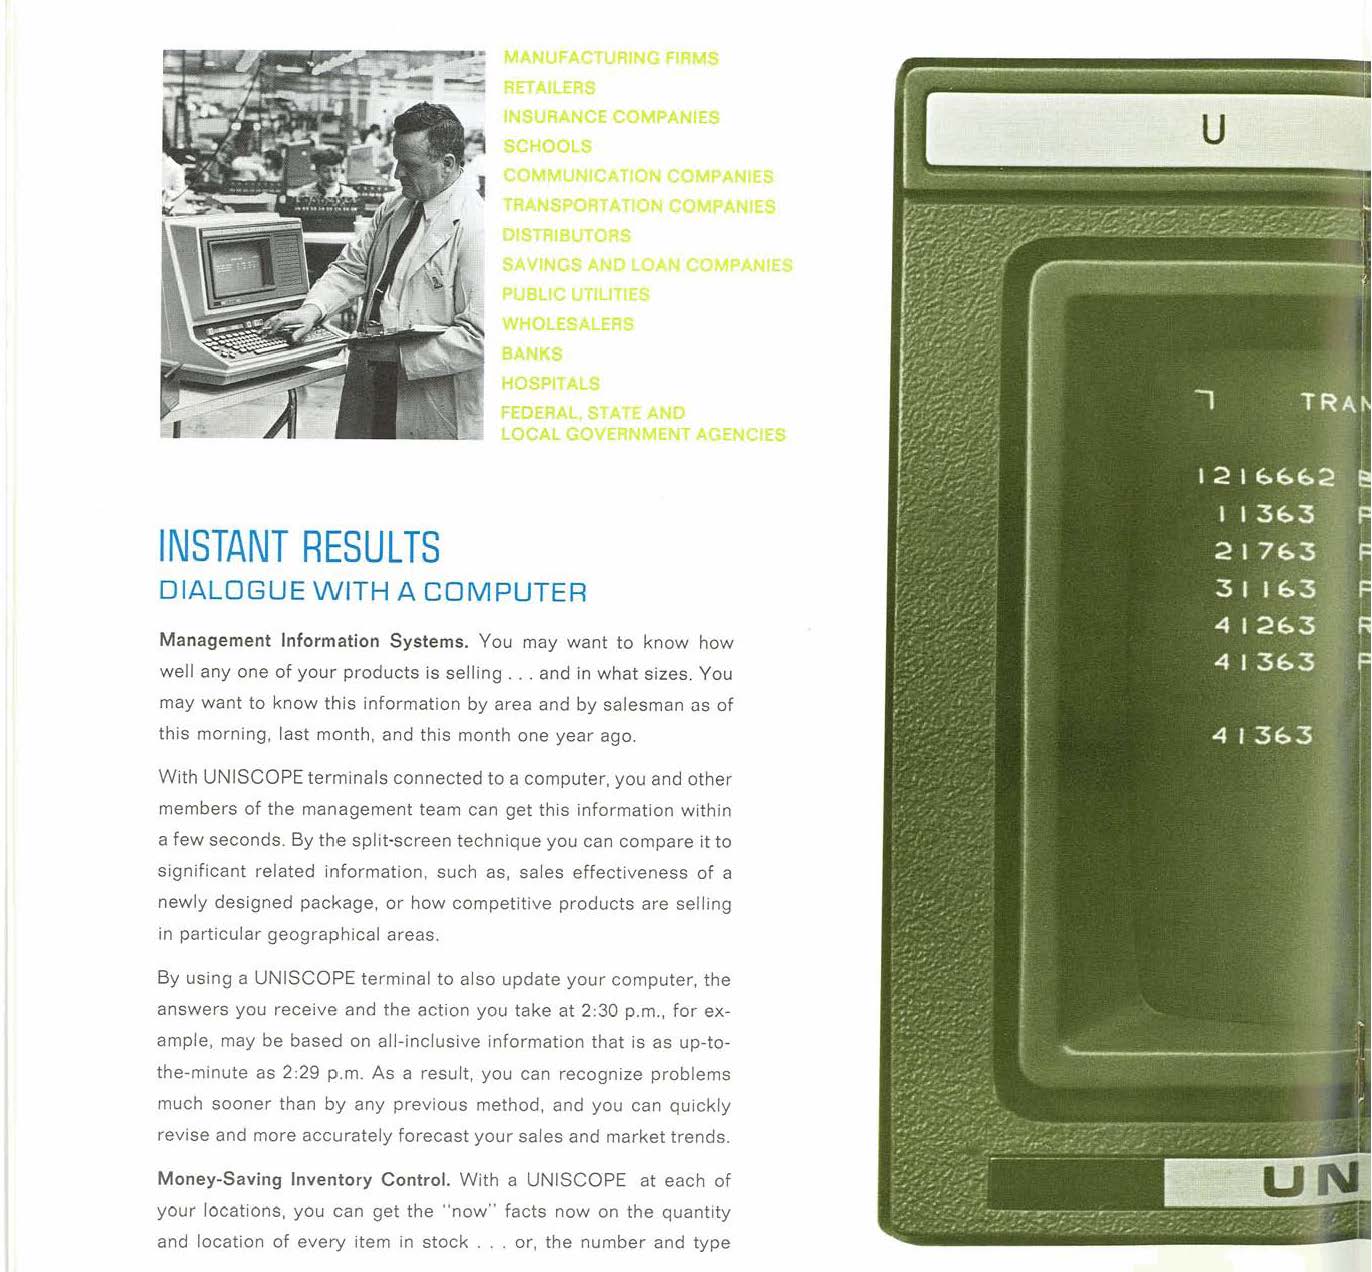 MANUFACTURING FIRMS
RETAILERS
INSURANCE COMPANIES
SCHOOLS
COMMUNICATION COMPANIES
TRANSPORTATION COMPANIES
DISTRIBUTORS
SAVINGS AND LOAN COMPANIES
PUBLIC UTILITIES
WHOLESALERS
BANKS
HOSPITALS
FEDERAL, STATE AND
LOCAL GOVERNMENT AGENCIES
INSTANT RESULTS
DIALOGUE WITH A COMPUTER
Management Information Systems. You may want to know how
well any one of your products is selling . . . and in what sizes. You
may want to know this information by area and by salesman as of
this morning, last month, and this month one year ago.
With UNISCOPE terminals connected to a computer, you and other
members of the management team can get this information within
a few seconds. By the split-screen technique you can compare it to
significant related information, such as, sales effectiveness of a
newly designed package, or how competitive products are selling
in particular geographical areas.
By using a UNISCOPE terminal to also update your computer, the
answers you receive and the action you take at 2:30 p.m., for ex-
ample, may be based on all-inclusive information that is as up-to-
the-minute as 2:29 p.m. As a result, you can recognize problems
much sooner than by any previous method, and you can quickly
revise and more accurately forecast your sales and market trends.
Money-Saving Inventory Control. With a UNISCOPE at each of
your locations, you can get the "now" facts now on the quantity
and location of every item in stock . . . or, the number and type
U
TRAN
1216662
11363
21763
31163
41263
41363
41363
UN